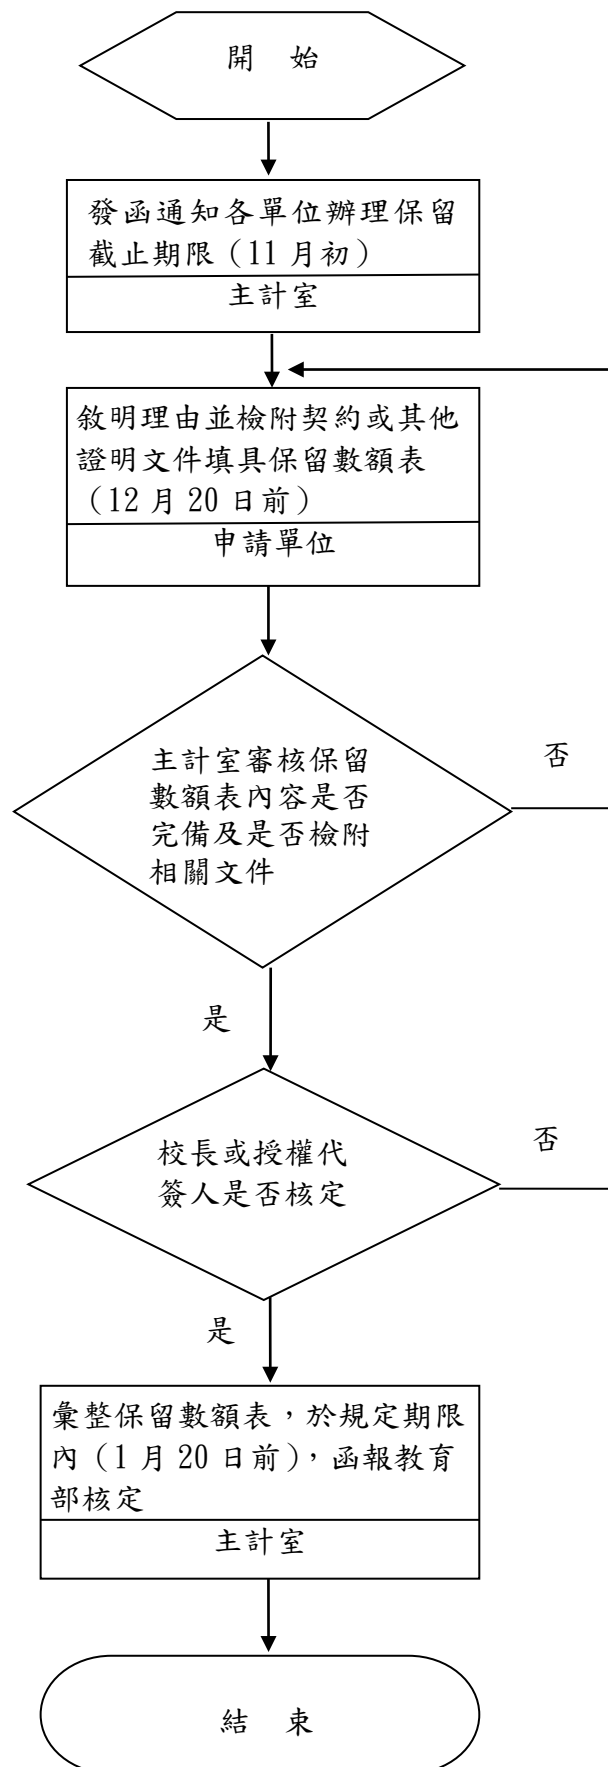 開 始
發函通知各單位辦理保留
截止期限（11 月初）
主計室
敘明理由並檢附契約或其他
證明文件填具保留數額表
（12 月 20 日前）
申請單位
主計室審核保留
數額表內容是否
完備及是否檢附
相關文件
否
是
校長或授權代
簽人是否核定
否
是
彙整保留數額表，於規定期限
內（1 月 20 日前），函報教育
部核定
主計室
結 束